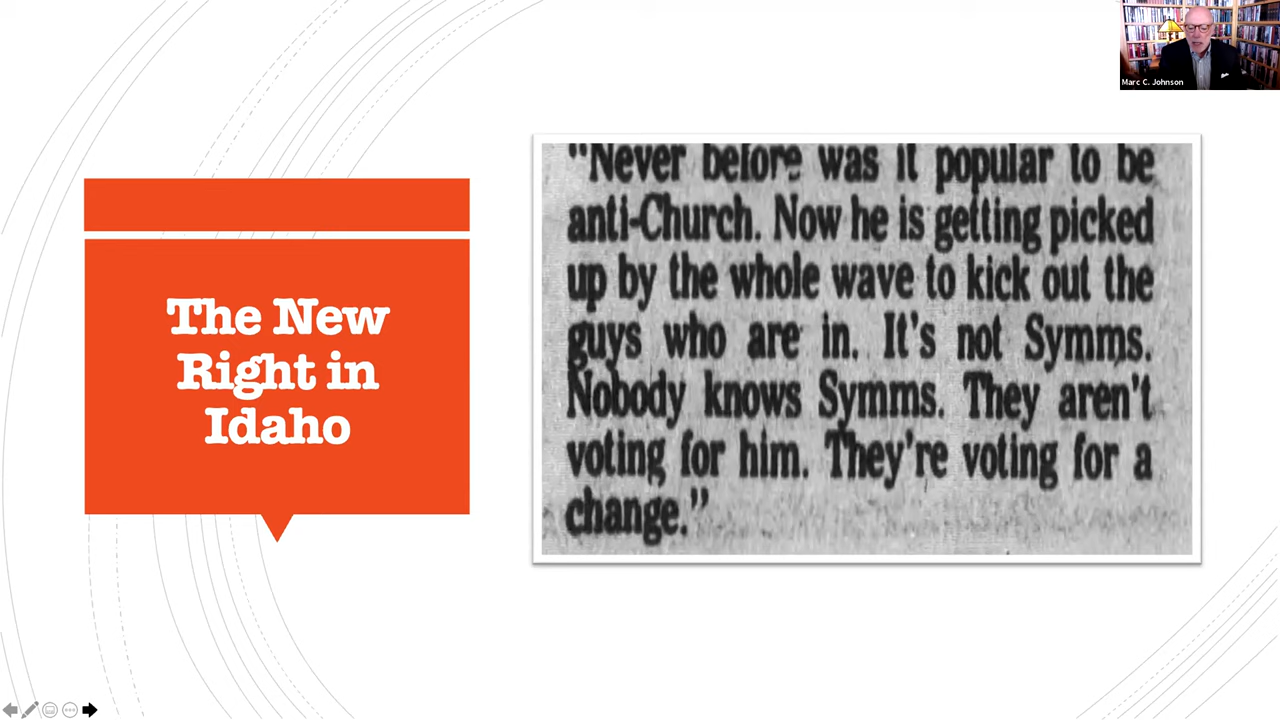 Marc C. Johnson
The New
Right in
Idaho
"Never before was it popular to be
anti-Church. Now he is getting picked
up by the whole wave to kick out the
guys who are in. It's not Symms.
Nobody knows Symms. They aren't
voting for him. They're voting for a
change."